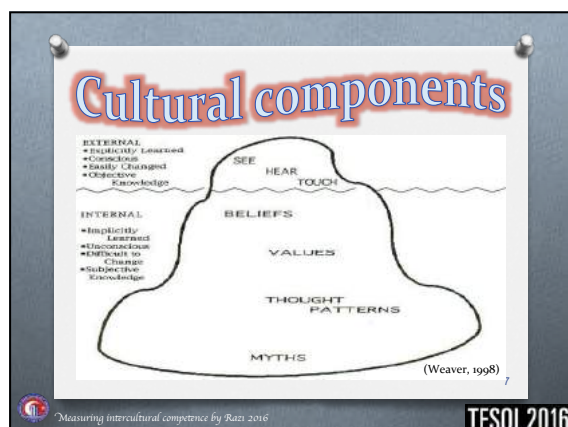 Cultural components
EXTERNAL
•Explicitly Learned
•Conscious
•Easily Changed
•Objective
Knowledge
SEE
HEAR
TOUCH
INTERNAL
•Implicitly
Learned
•Unconscious
•Difficult to
Change
•Subjective
Knowledge
BELIEFS
VALUES
THOUGHT
PATTERNS
MYTHS
(Weaver, 1998)
7
Measuring intercultural competence by Razı 2016
TESOL 2016